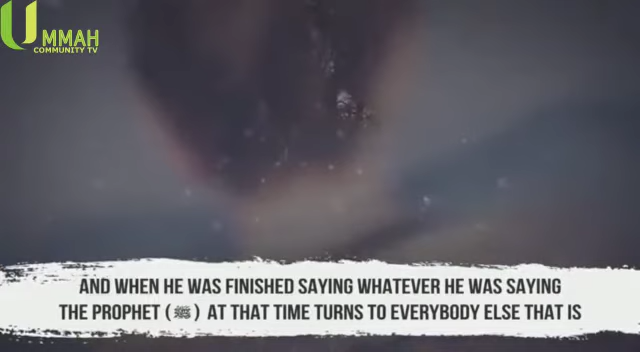 UMMAH
COMMUNITY TV
AND WHEN HE WAS FINISHED SAYING WHATEVER HE WAS SAYING
THE PROPHET (ﷺ) AT THAT TIME TURNS TO EVERYBODY ELSE THAT IS